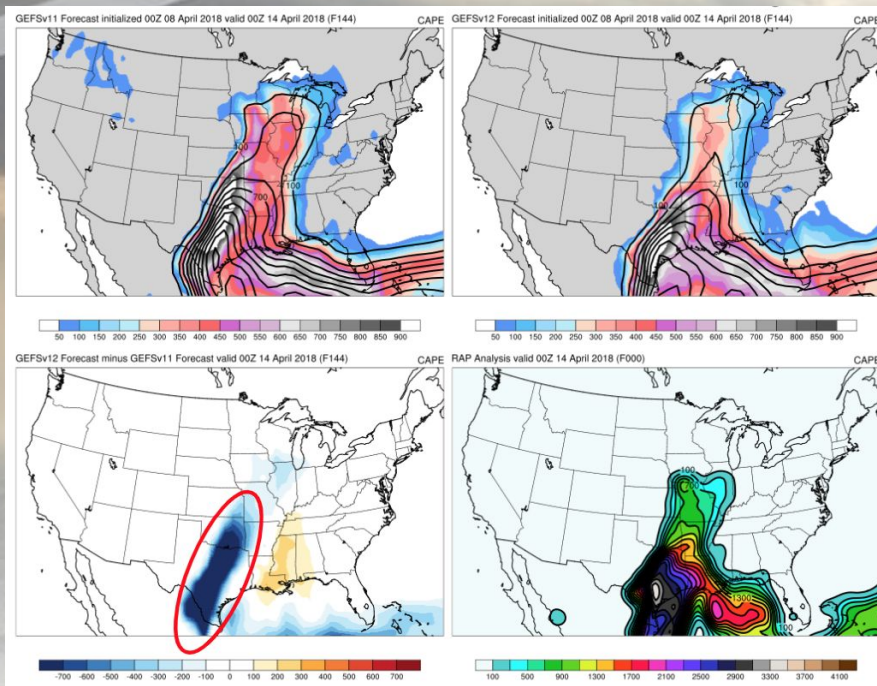 GEFSv11 Forecast initialized 00Z 08 April 2018 valid 00Z 14 April 2018 (F144) CAPE
100
100
700
50 100 150 200 250 300 350 400 450 500 550 600 650 700 750 800 850 900
GEFSv12 Forecast initialized 00Z 08 April 2018 valid 00Z 14 April 2018 (F144) CAPE
100
100
50 100 150 200 250 300 350 400 450 500 550 600 650 700 750 800 850 900
GEFSv12 Forecast minus GEFSv11 Forecast valid 00Z 14 April 2018 (F144) CAPE
-700 -600 -500 -400 -300 -200 -100 0 100 200 300 400 500 600 700
RAP Analysis valid 00Z 14 April 2018 (F000) CAPE
100
700
1300
100
100 500 900 1300 1700 2100 2500 2900 3300 3700 4100